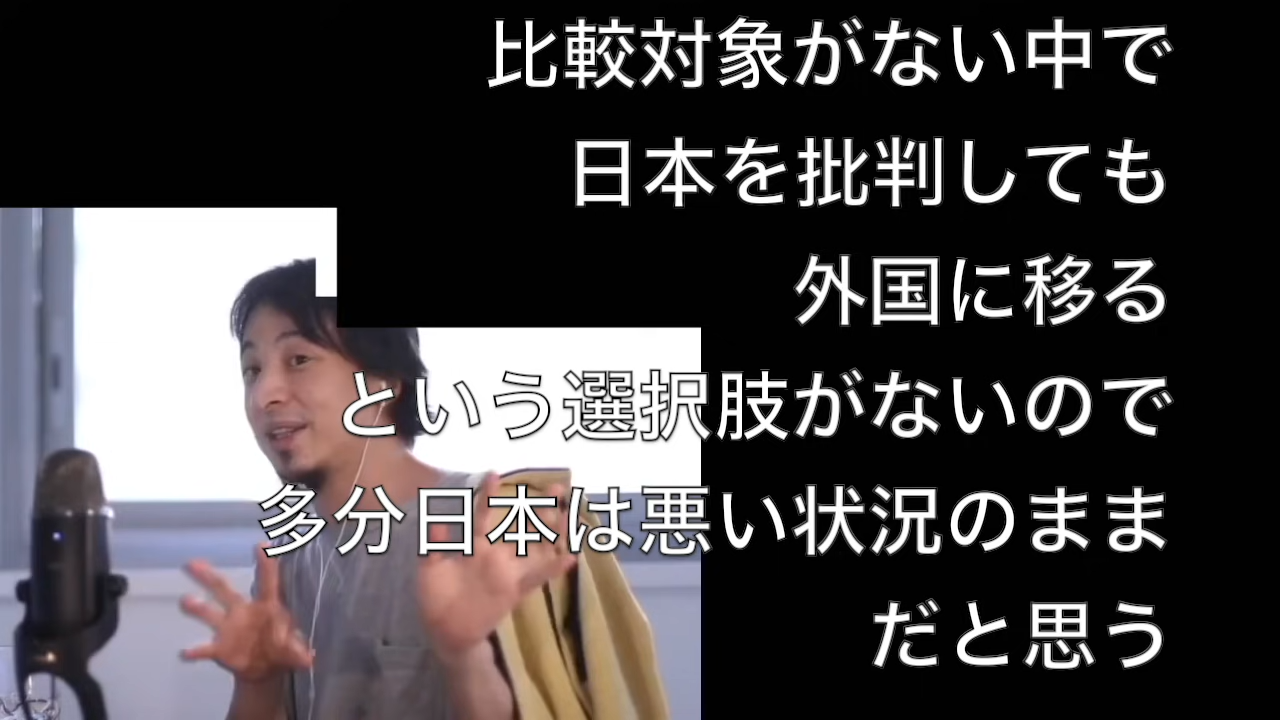 比較対象がない中で
日本を批判しても
外国に移る
という選択肢がないので
多分日本は悪い状況のまま
だと思う